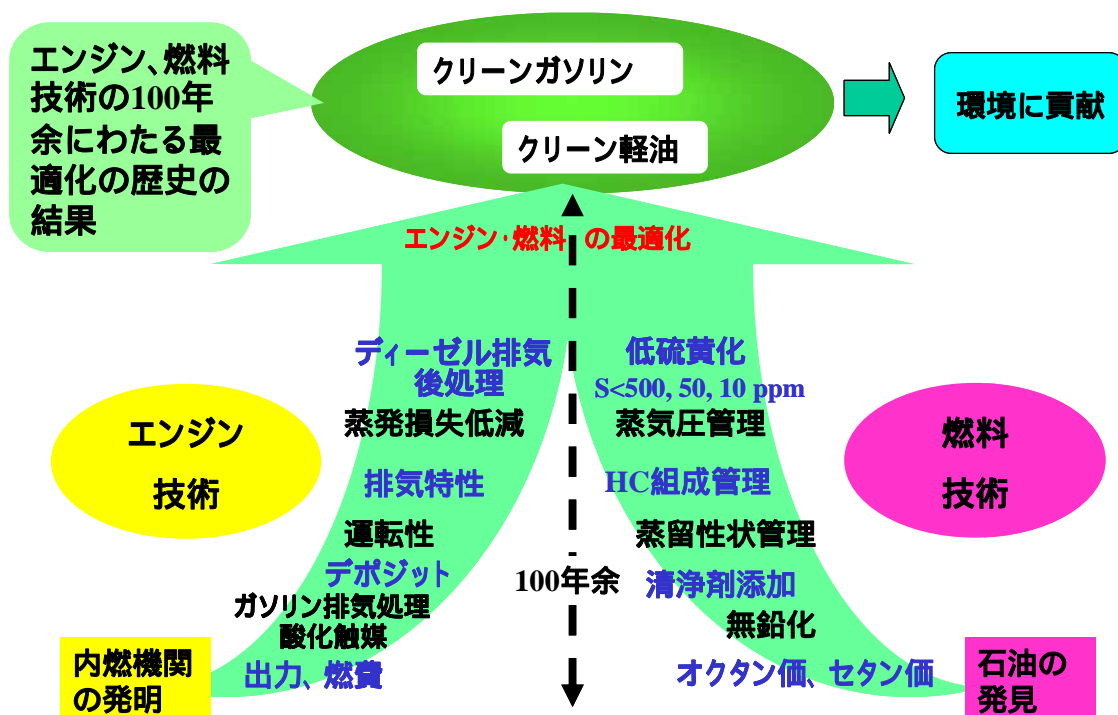 エンジン、燃料
技術の100年
余にわたる最
適化の歴史の
結果
クリーンガソリン
クリーン軽油
環境に貢献
エンジン・燃料 の最適化
ディーゼル排気
後処理
蒸発損失低減
排気特性
運転性
デポジット
ガソリン排気処理
酸化触媒
出力、燃費
エンジン
技術
内燃機関
の発明
100年余
低硫黄化
S<500, 50, 10 ppm
蒸気圧管理
HC組成管理
蒸留性状管理
清浄剤添加
無鉛化
オクタン価、セタン価
燃料
技術
石油の
発見